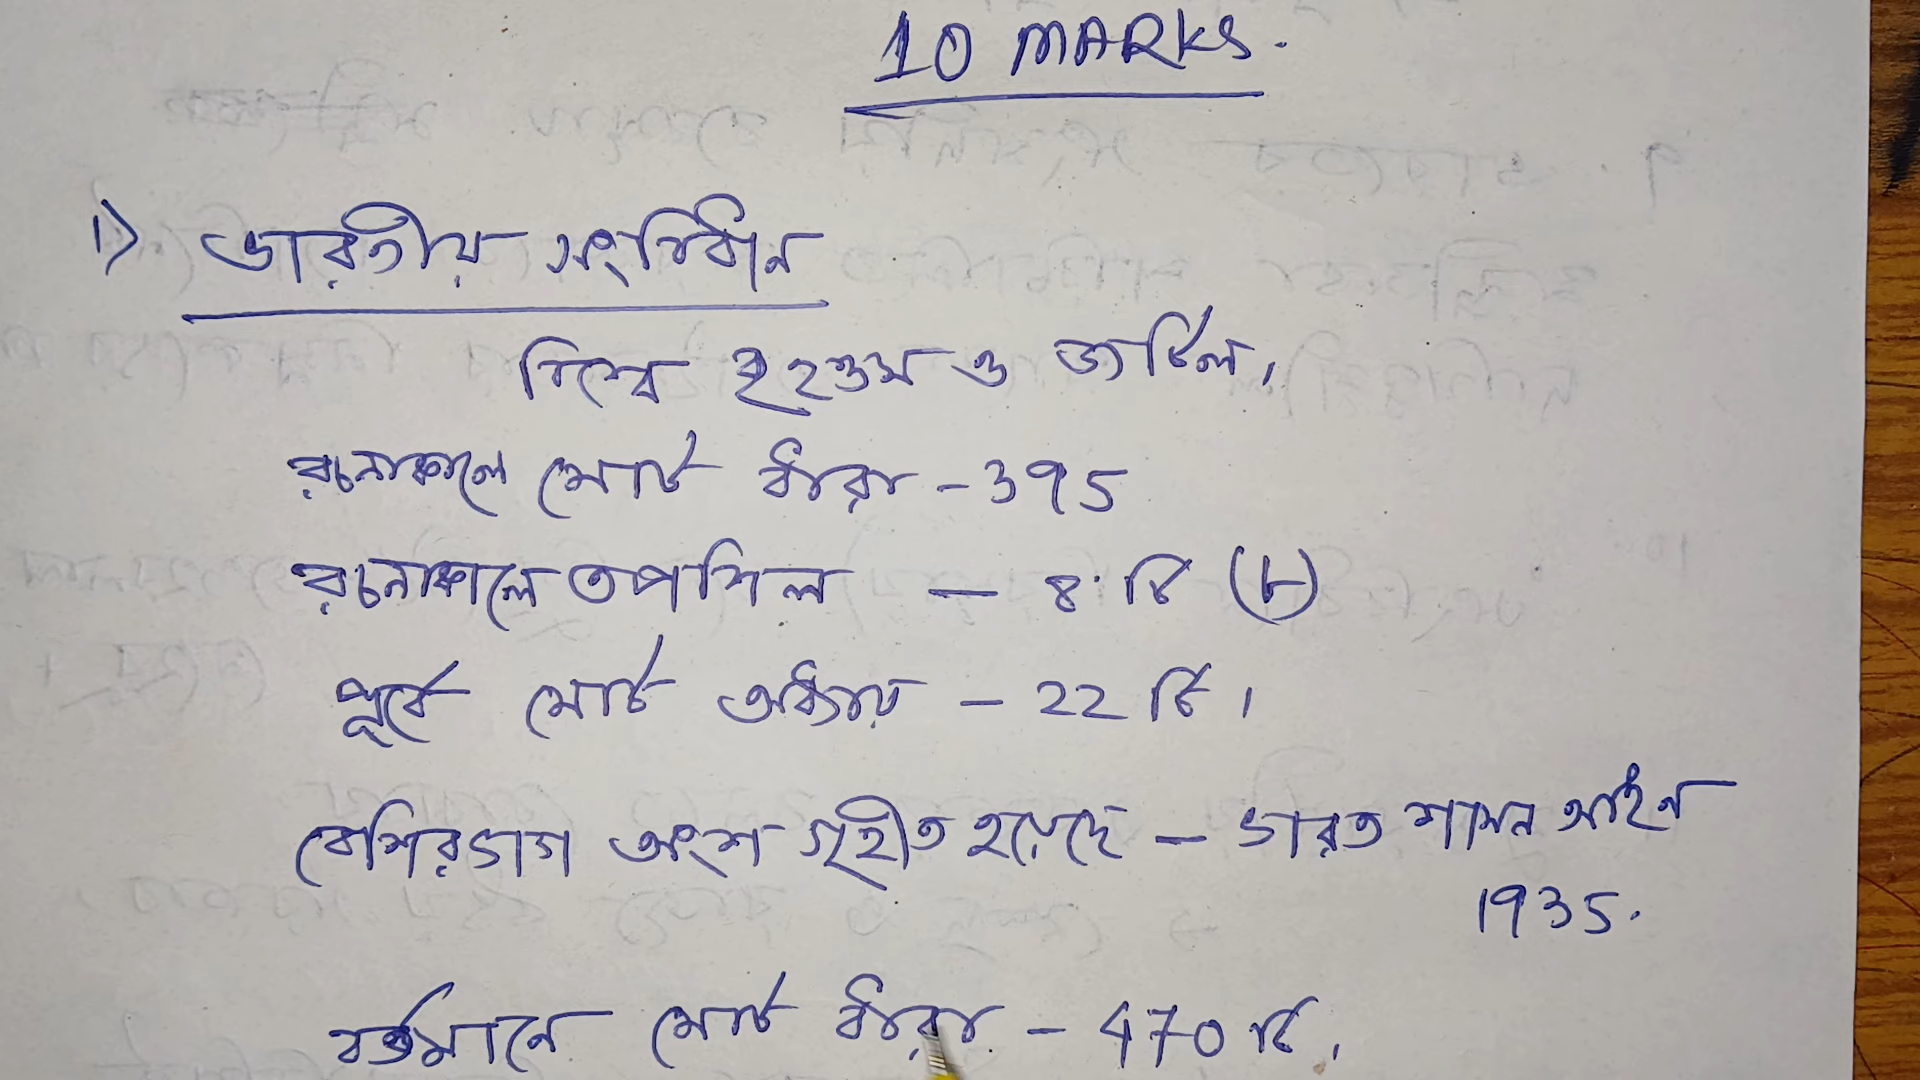 10 MARKS.
1) ভারতীয় সংবিধান
বিশ্বে বৃহত্তম ও জটিল।
রচনাকালে মোট ধারা - 395
রচনাকালে তপশিল - 8 টি (৮)
পূর্বে মোট অধ্যায় - 22 টি।
বেশিরভাগ অংশ গৃহীত হয়েছে - ভারত শাসন আইন
1935.
বর্তমানে মোট ধারা - 470 টি।